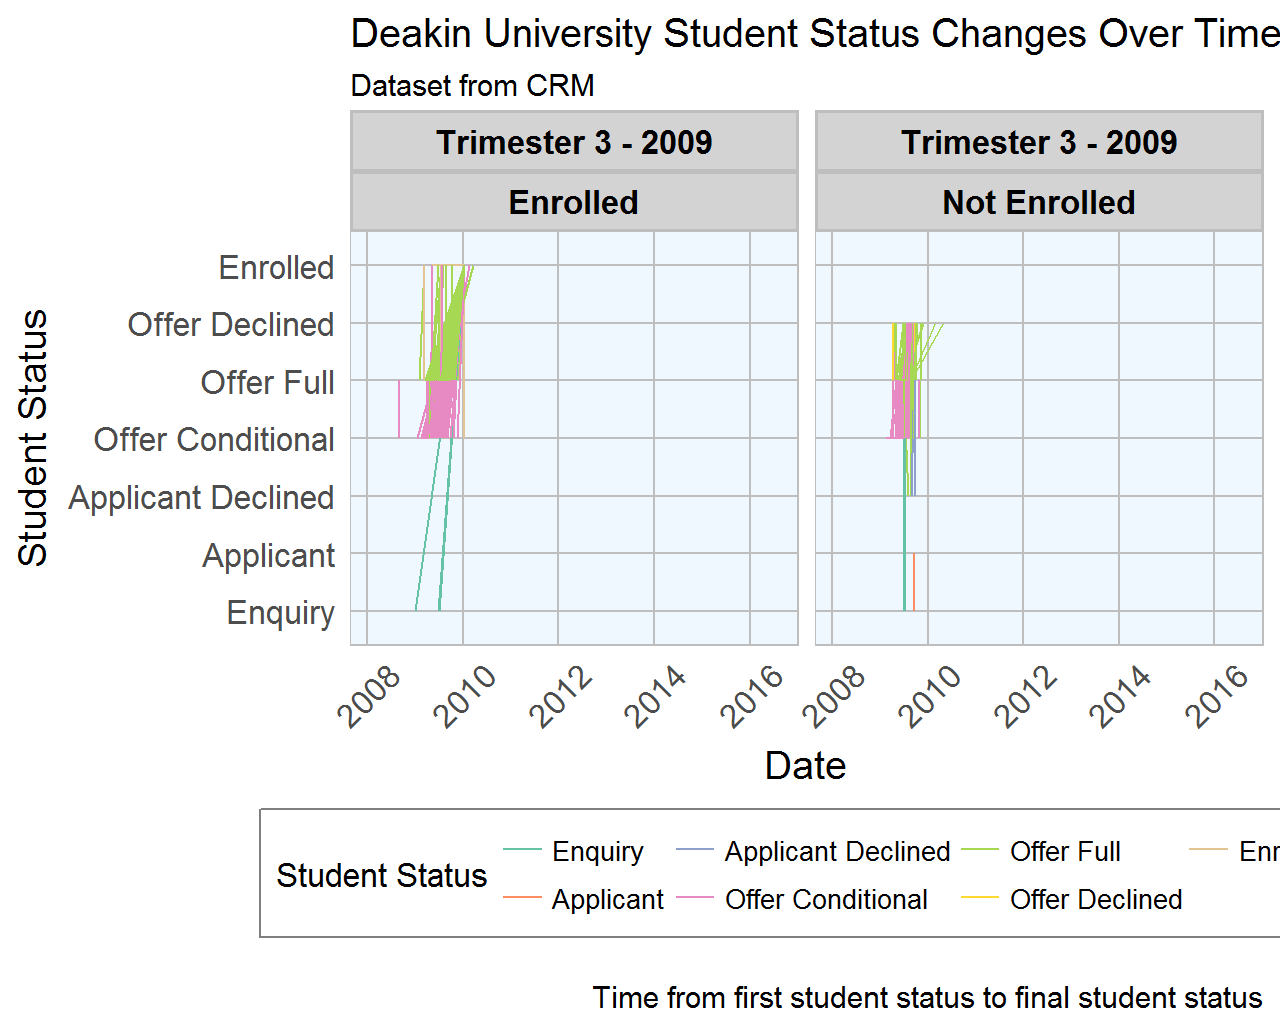 Deakin University Student Status Changes Over Time
Dataset from CRM
Trimester 3 - 2009
Trimester 3 - 2009
Enrolled
Not Enrolled
Student Status
Enrolled
Offer Declined
Offer Full
Offer Conditional
Applicant Declined
Applicant
Enquiry
2008 2010 2012 2014 2016
2008 2010 2012 2014 2016
Date
Student Status
Enquiry Applicant Declined Offer Full Enr
Applicant Offer Conditional Offer Declined
Time from first student status to final student status